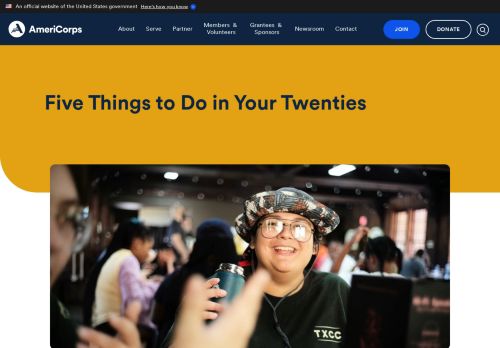 An official website of the United States government Here's how you know
AmeriCorps
About Serve Partner Members & Volunteers Grantees & Sponsors Newsroom Contact JOIN DONATE
Five Things to Do in Your Twenties
TXCC